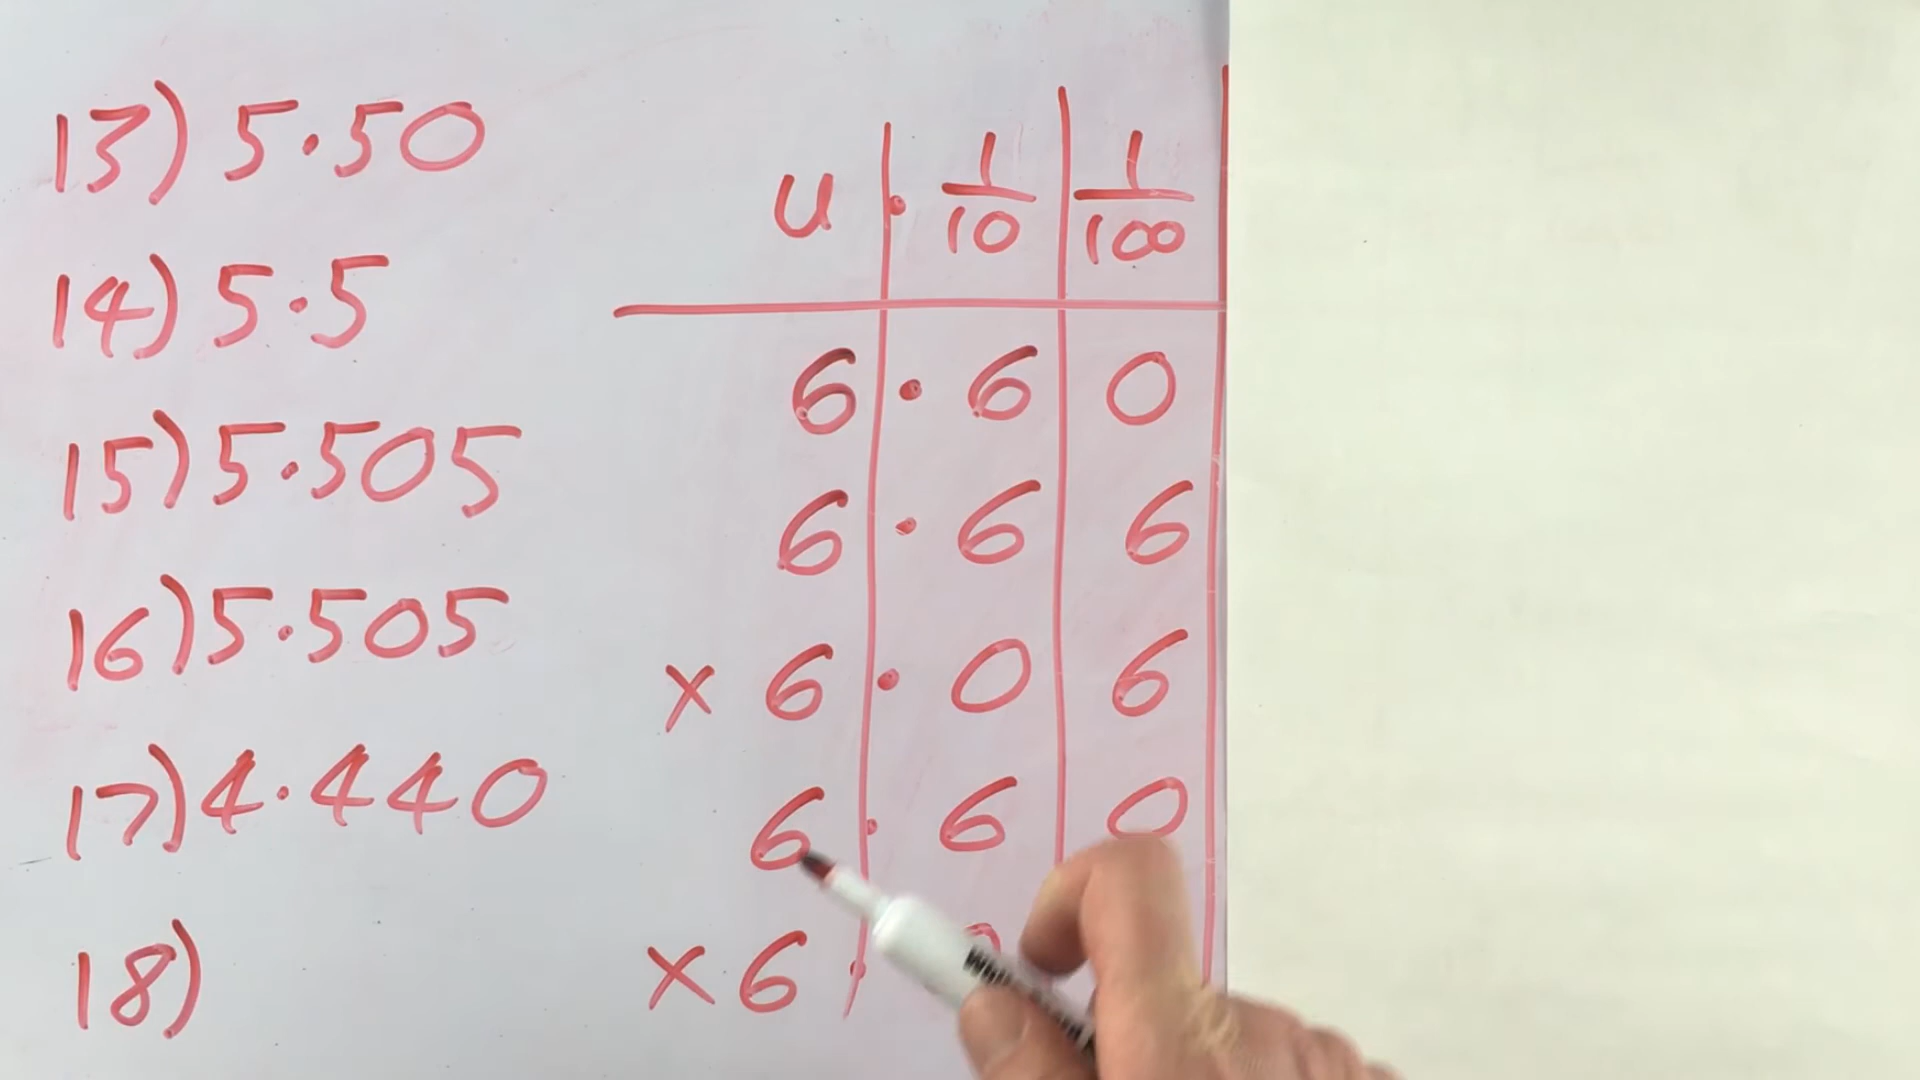 13) 5.50
14) 5.5
15) 5.505
16) 5.505
17) 4.440
18)
u . 1/10 1/100
6 . 6 0
6 . 6 6
x 6 . 0 6
6 . 6 0
x 6 .